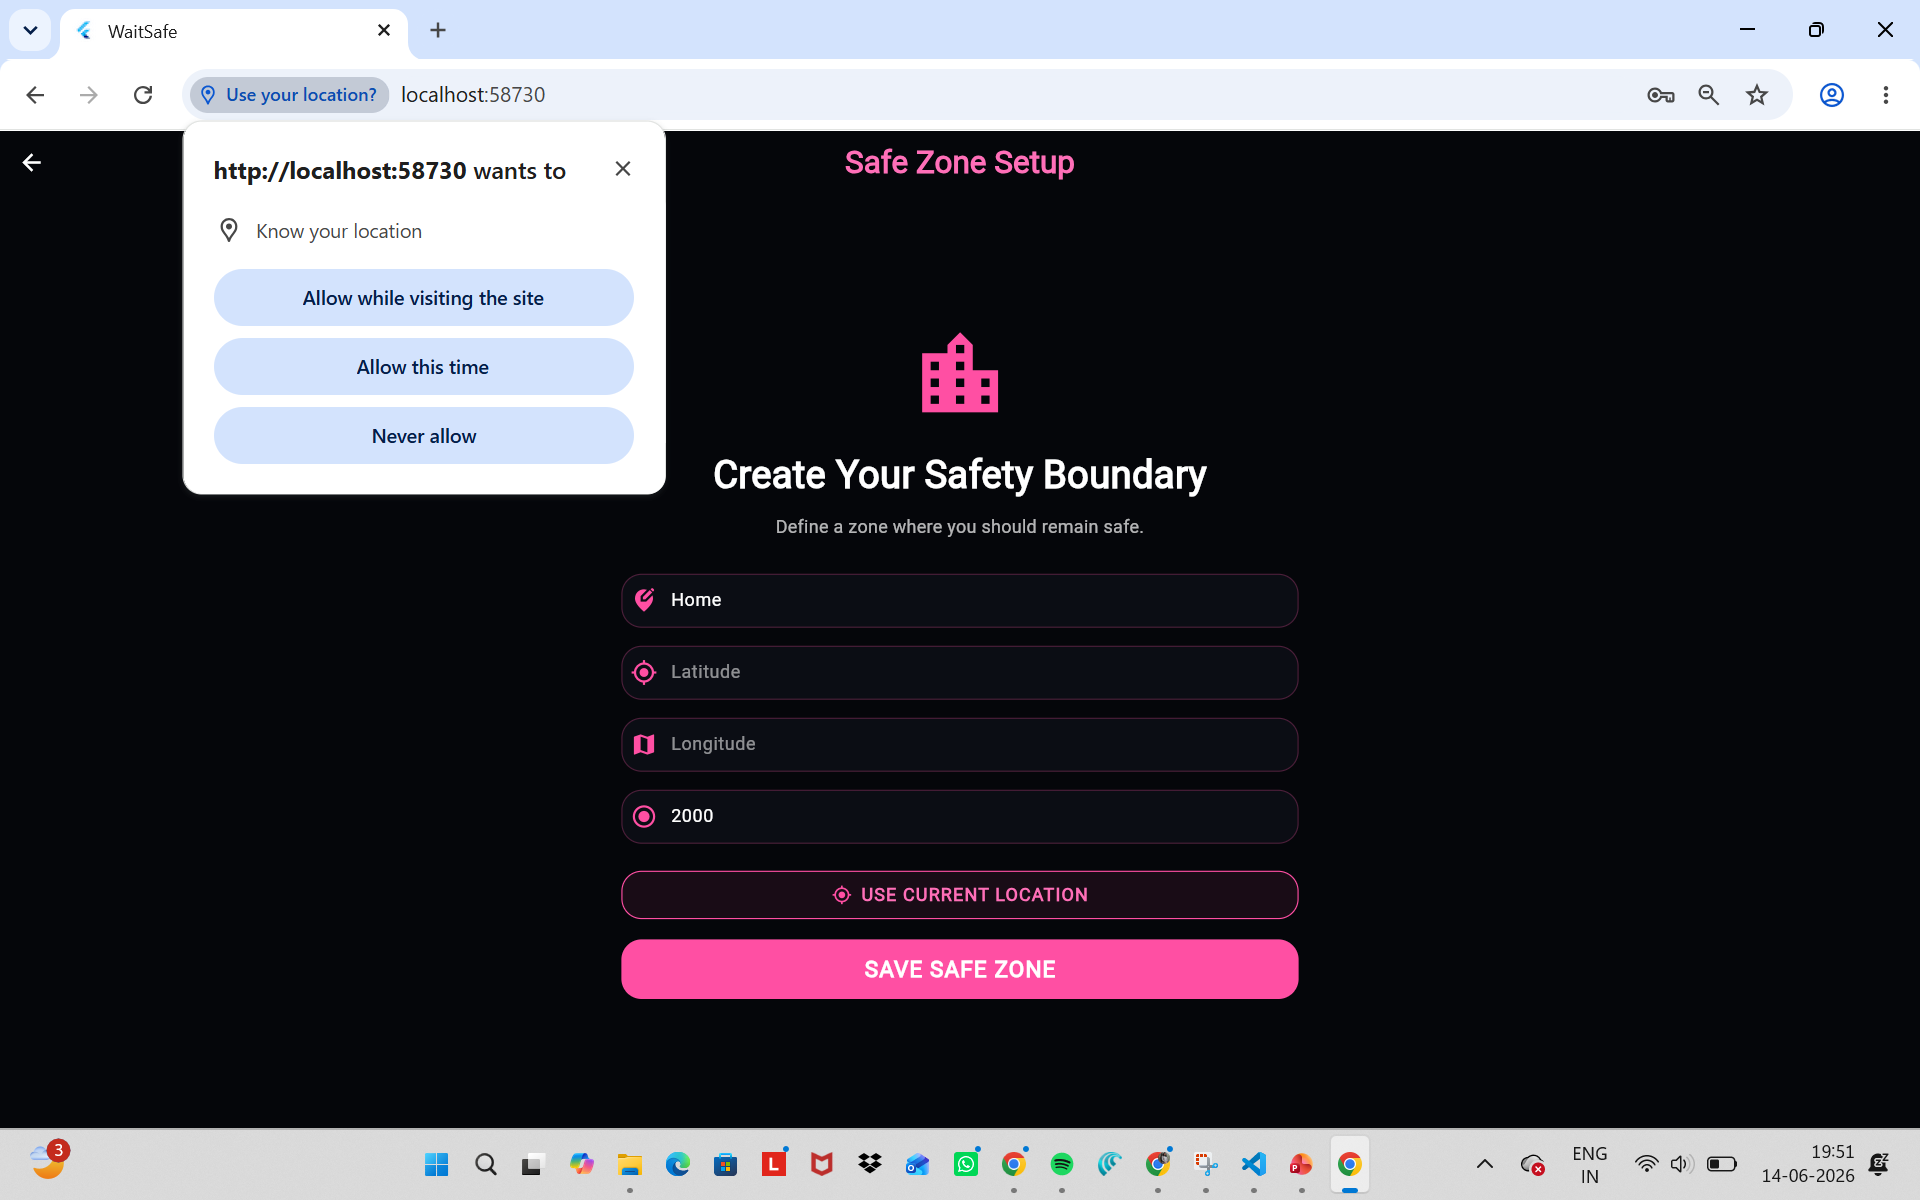 WaitSafe
Use your location?
localhost:58730
http://localhost:58730 wants to
Know your location
Allow while visiting the site
Allow this time
Never allow
Safe Zone Setup
Create Your Safety Boundary
Define a zone where you should remain safe.
Home
Latitude
Longitude
2000
USE CURRENT LOCATION
SAVE SAFE ZONE
3
L
P
ENG
IN
19:51
14-06-2026